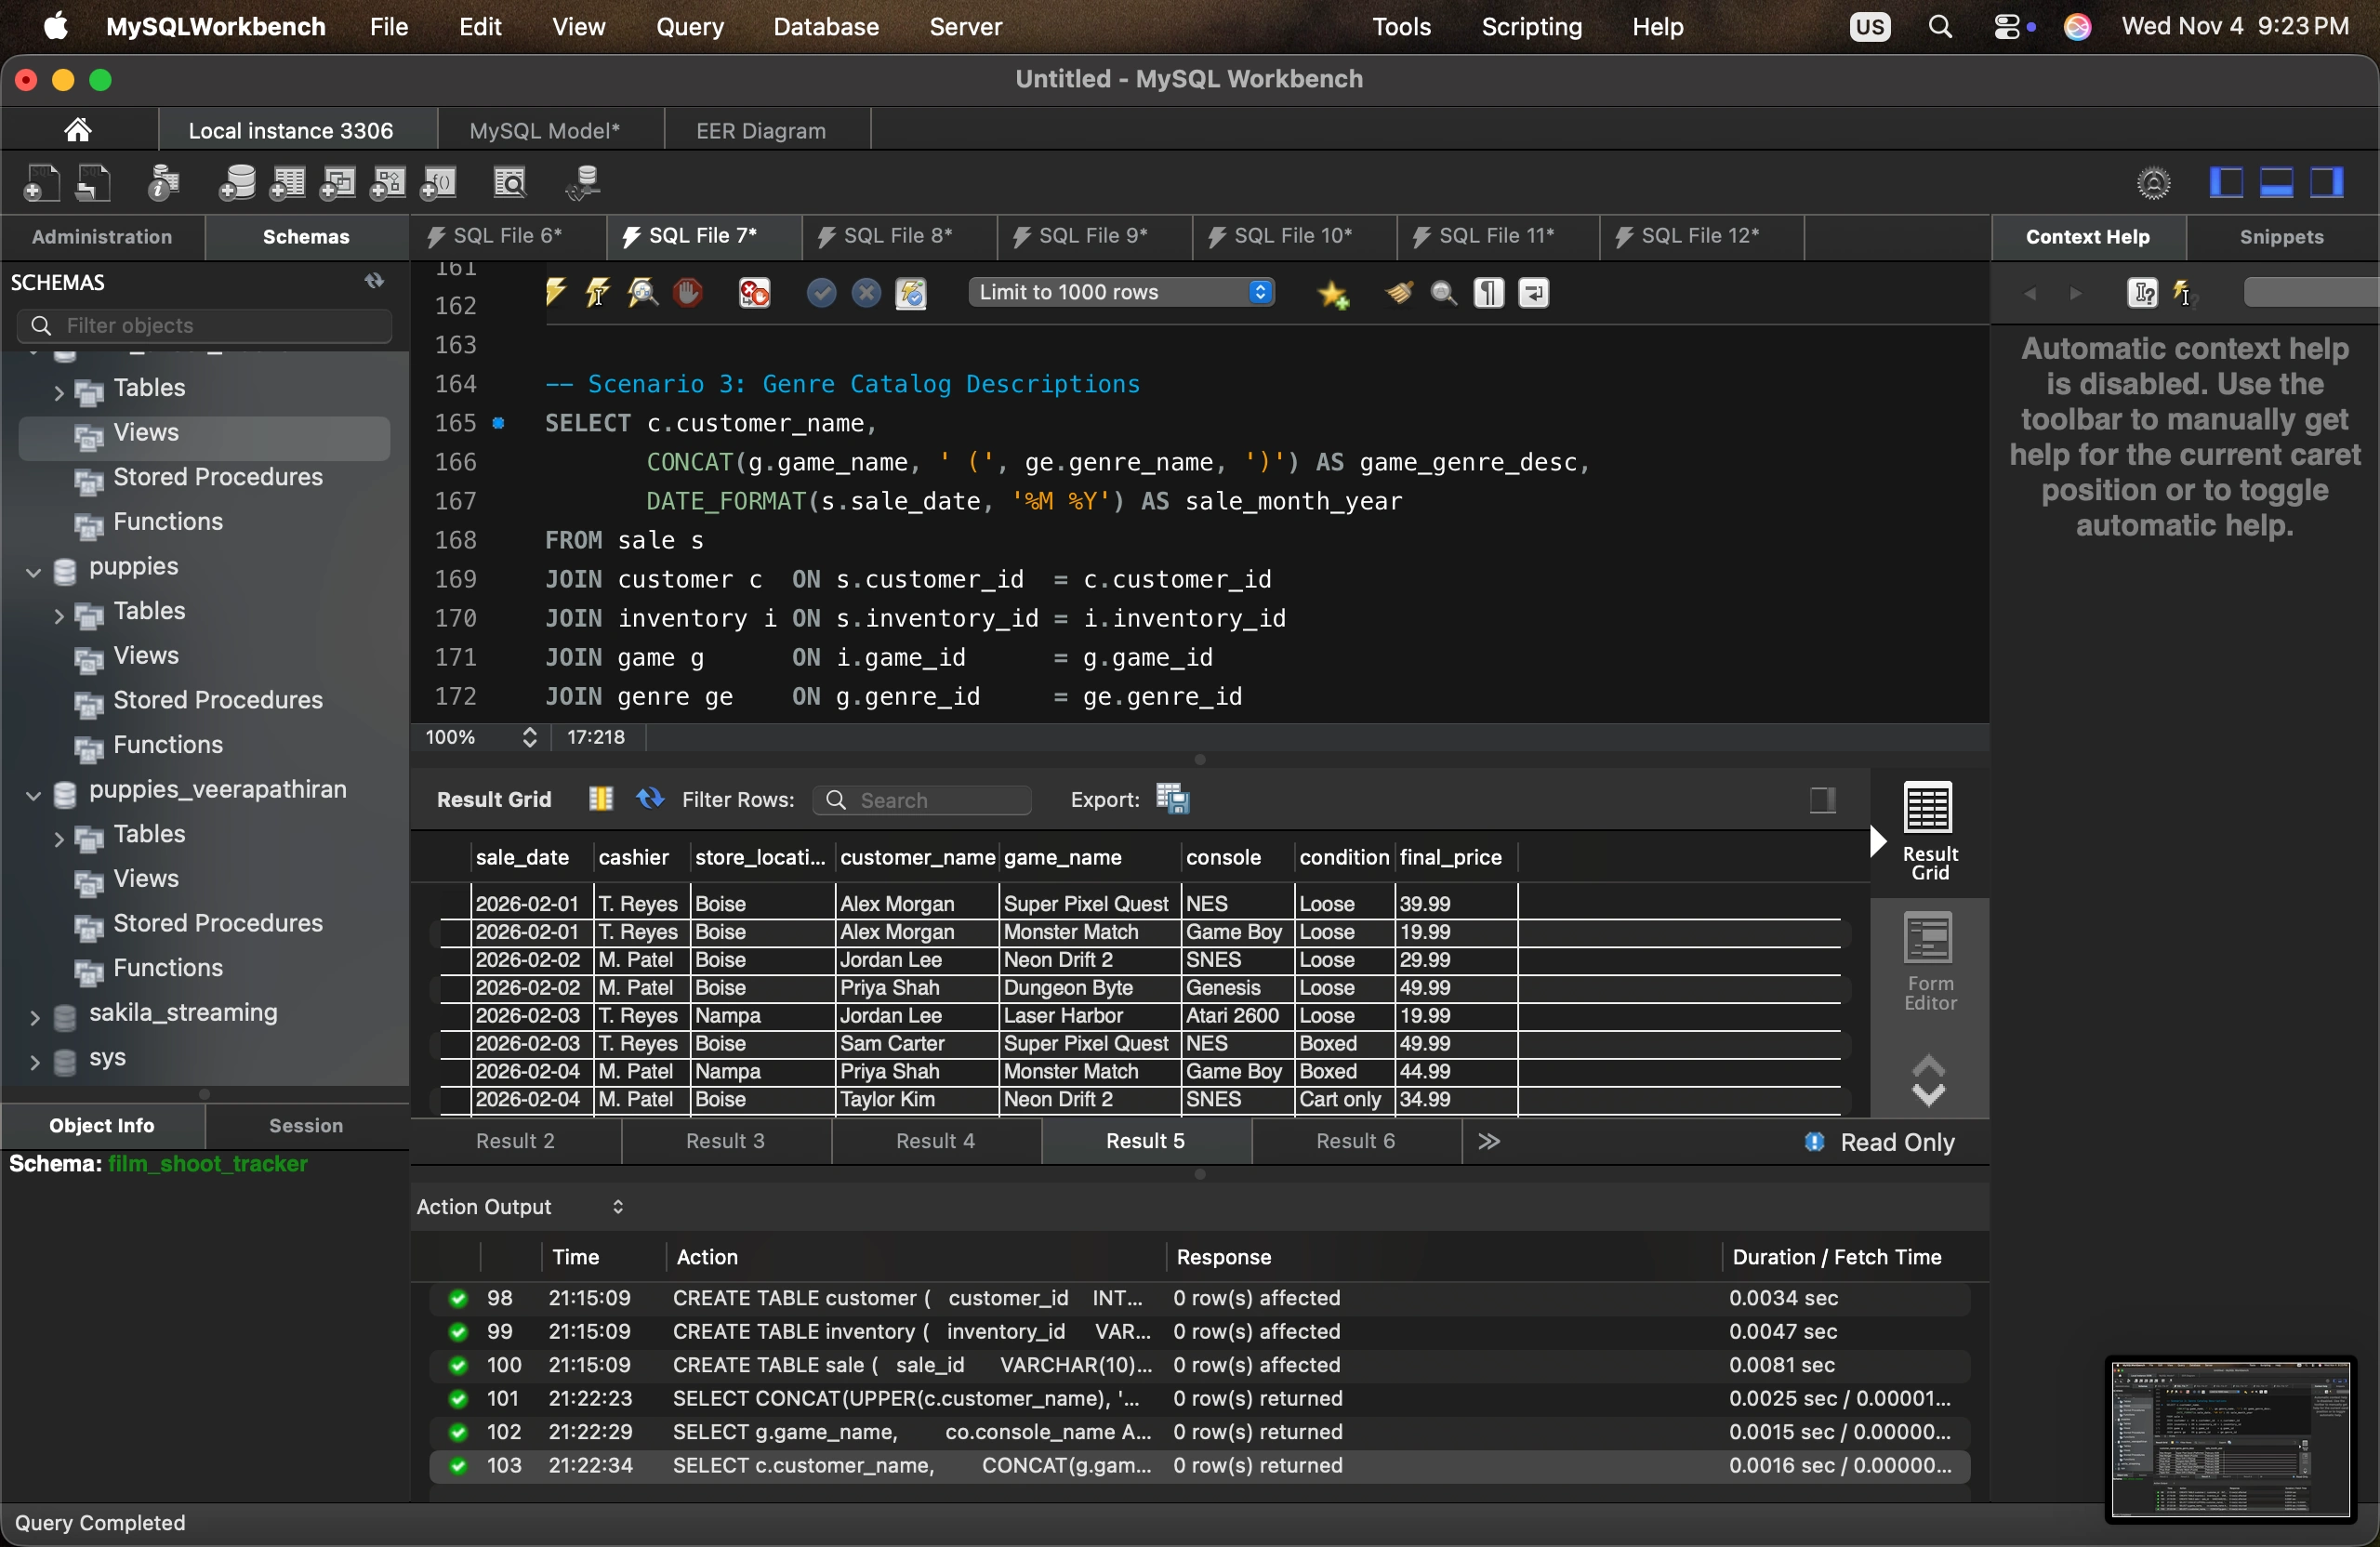 MySQLWorkbench File Edit View Query Database Server Tools Scripting Help US Wed Nov 4 9:23 PM
Untitled - MySQL Workbench
Local instance 3306 MySQL Model* EER Diagram
Administration Schemas
SCHEMAS
Filter objects
Tables
Views
Stored Procedures
Functions
puppies
Tables
Views
Stored Procedures
Functions
puppies_veerapathiran
Tables
Views
Stored Procedures
Functions
sakila_streaming
sys
Object Info Session
Schema: film_shoot_tracker
SQL File 6* SQL File 7* SQL File 8* SQL File 9* SQL File 10* SQL File 11* SQL File 12*
Limit to 1000 rows
161
162
163
164 -- Scenario 3: Genre Catalog Descriptions
165 SELECT c.customer_name,
166 CONCAT(g.game_name, ' (', ge.genre_name, ')') AS game_genre_desc,
167 DATE_FORMAT(s.sale_date, '%M %Y') AS sale_month_year
168 FROM sale s
169 JOIN customer c ON s.customer_id = c.customer_id
170 JOIN inventory i ON s.inventory_id = i.inventory_id
171 JOIN game g ON i.game_id = g.game_id
172 JOIN genre ge ON g.genre_id = ge.genre_id
100% 17:218
Result Grid Filter Rows: Search Export:
sale_date cashier store_locati... customer_name game_name console condition final_price
2026-02-01 T. Reyes Boise Alex Morgan Super Pixel Quest NES Loose 39.99
2026-02-01 T. Reyes Boise Alex Morgan Monster Match Game Boy Loose 19.99
2026-02-02 M. Patel Boise Jordan Lee Neon Drift 2 SNES Loose 29.99
2026-02-02 M. Patel Boise Priya Shah Dungeon Byte Genesis Loose 49.99
2026-02-03 T. Reyes Nampa Jordan Lee Laser Harbor Atari 2600 Loose 19.99
2026-02-03 T. Reyes Boise Sam Carter Super Pixel Quest NES Boxed 49.99
2026-02-04 M. Patel Nampa Priya Shah Monster Match Game Boy Boxed 44.99
2026-02-04 M. Patel Boise Taylor Kim Neon Drift 2 SNES Cart only 34.99
Result
Grid
Form
Editor
Result 2 Result 3 Result 4 Result 5 Result 6 Read Only
Action Output
Time Action Response Duration / Fetch Time
98 21:15:09 CREATE TABLE customer ( customer_id INT... 0 row(s) affected 0.0034 sec
99 21:15:09 CREATE TABLE inventory ( inventory_id VAR... 0 row(s) affected 0.0047 sec
100 21:15:09 CREATE TABLE sale ( sale_id VARCHAR(10)... 0 row(s) affected 0.0081 sec
101 21:22:23 SELECT CONCAT(UPPER(c.customer_name), '... 0 row(s) returned 0.0025 sec / 0.00001...
102 21:22:29 SELECT g.game_name, co.console_name A... 0 row(s) returned 0.0015 sec / 0.00000...
103 21:22:34 SELECT c.customer_name, CONCAT(g.gam... 0 row(s) returned 0.0016 sec / 0.00000...
Context Help Snippets
Automatic context help
is disabled. Use the
toolbar to manually get
help for the current caret
position or to toggle
automatic help.
Query Completed